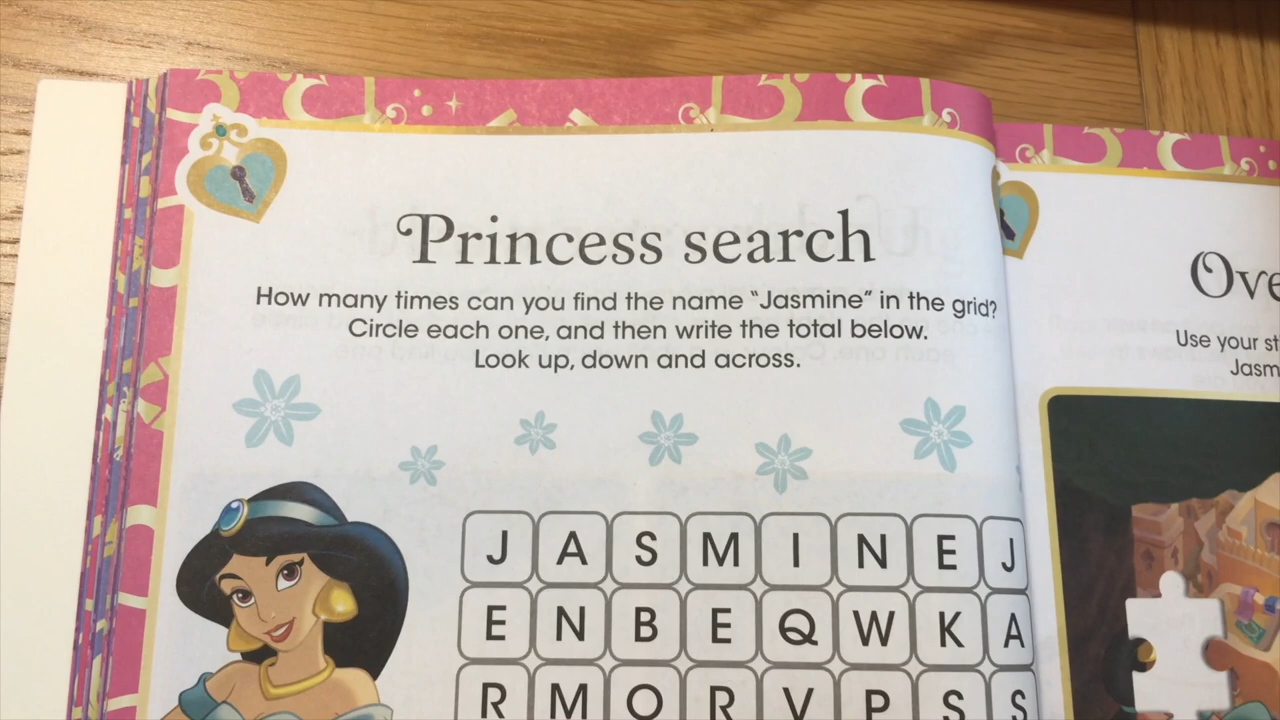 Princess search
How many times can you find the name "Jasmine" in the grid?
Circle each one, and then write the total below.
Look up, down and across.
J A S M I N E J
E N B E Q W K A
R M O R V P S S
Ove
Use your st
Jasm